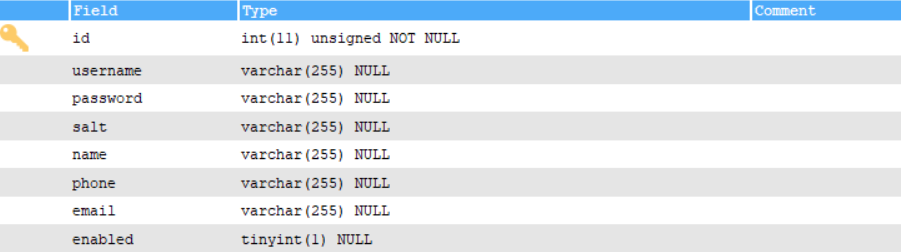 Field Type Comment
id int(11) unsigned NOT NULL
username varchar(255) NULL
password varchar(255) NULL
salt varchar(255) NULL
name varchar(255) NULL
phone varchar(255) NULL
email varchar(255) NULL
enabled tinyint(1) NULL